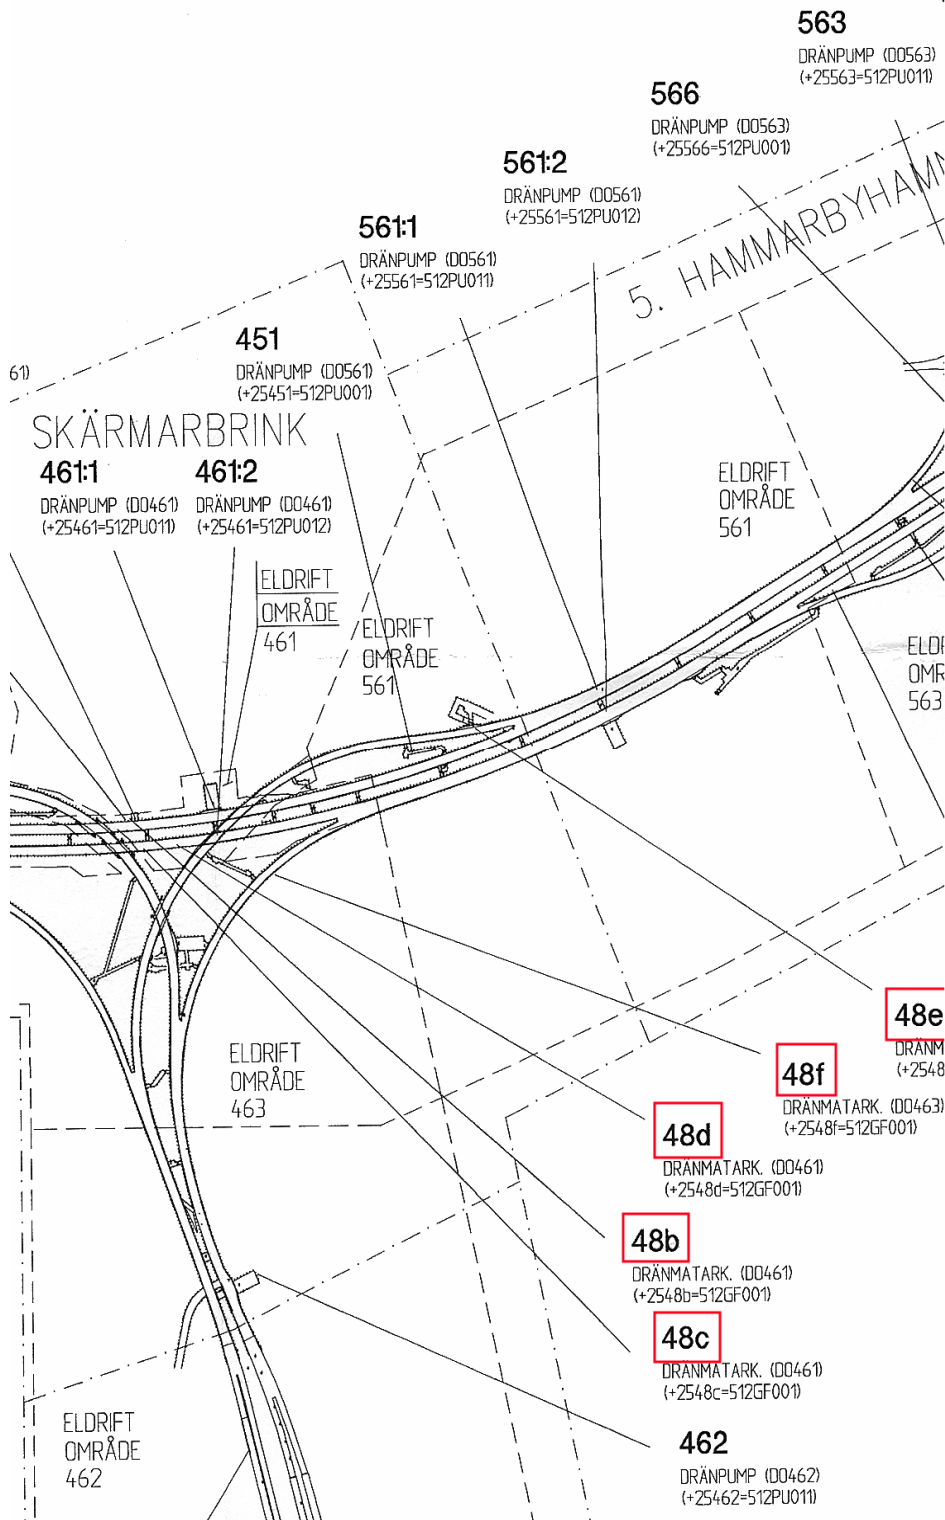 563
DRÄNPUMP (D0563)
(+25563=512PU011)
566
DRÄNPUMP (D0563)
(+25566=512PU001)
561:2
DRÄNPUMP (D0561)
(+25561=512PU012)
561:1
DRÄNPUMP (D0561)
(+25561=512PU011)
5. HAMMARBYHAMN
451
DRÄNPUMP (D0561)
(+25451=512PU001)
61)
SKÄRMARBRINK
461:1
DRÄNPUMP (D0461)
(+25461=512PU011)
461:2
DRÄNPUMP (D0461)
(+25461=512PU012)
ELDRIFT
OMRÅDE
561
ELDRIFT
OMRÅDE
461
ELDRIFT
OMRÅDE
561
ELD
OMR
563
48e
DRÄNM
(+2548
ELDRIFT
OMRÅDE
463
48f
DRÄNMATARK. (D0463)
(+2548f=512GF001)
48d
DRÄNMATARK. (D0461)
(+2548d=512GF001)
48b
DRÄNMATARK. (D0461)
(+2548b=512GF001)
48c
DRÄNMATARK. (D0461)
(+2548c=512GF001)
ELDRIFT
OMRÅDE
462
462
DRÄNPUMP (D0462)
(+25462=512PU011)